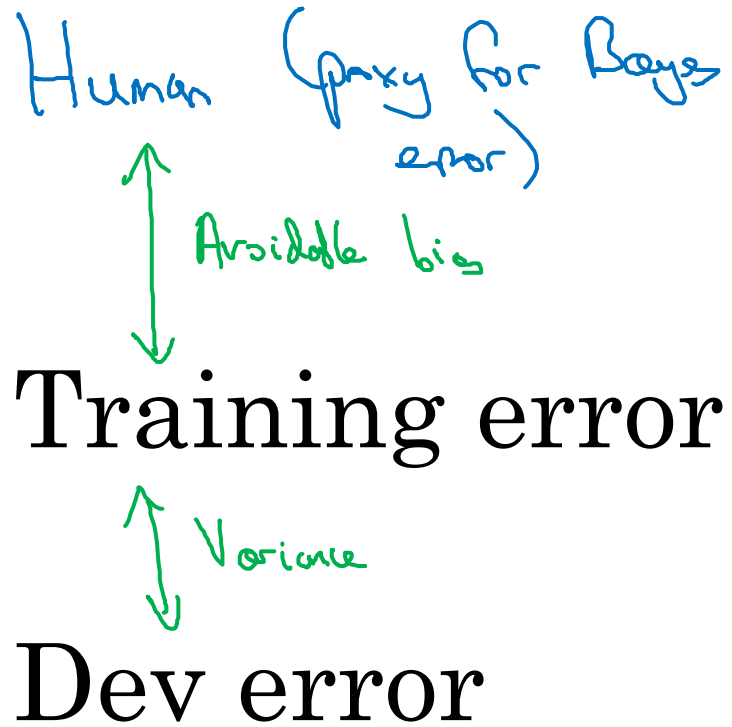 Human (proxy for Bayes
error)
Avoidable bias
Training error
Variance
Dev error